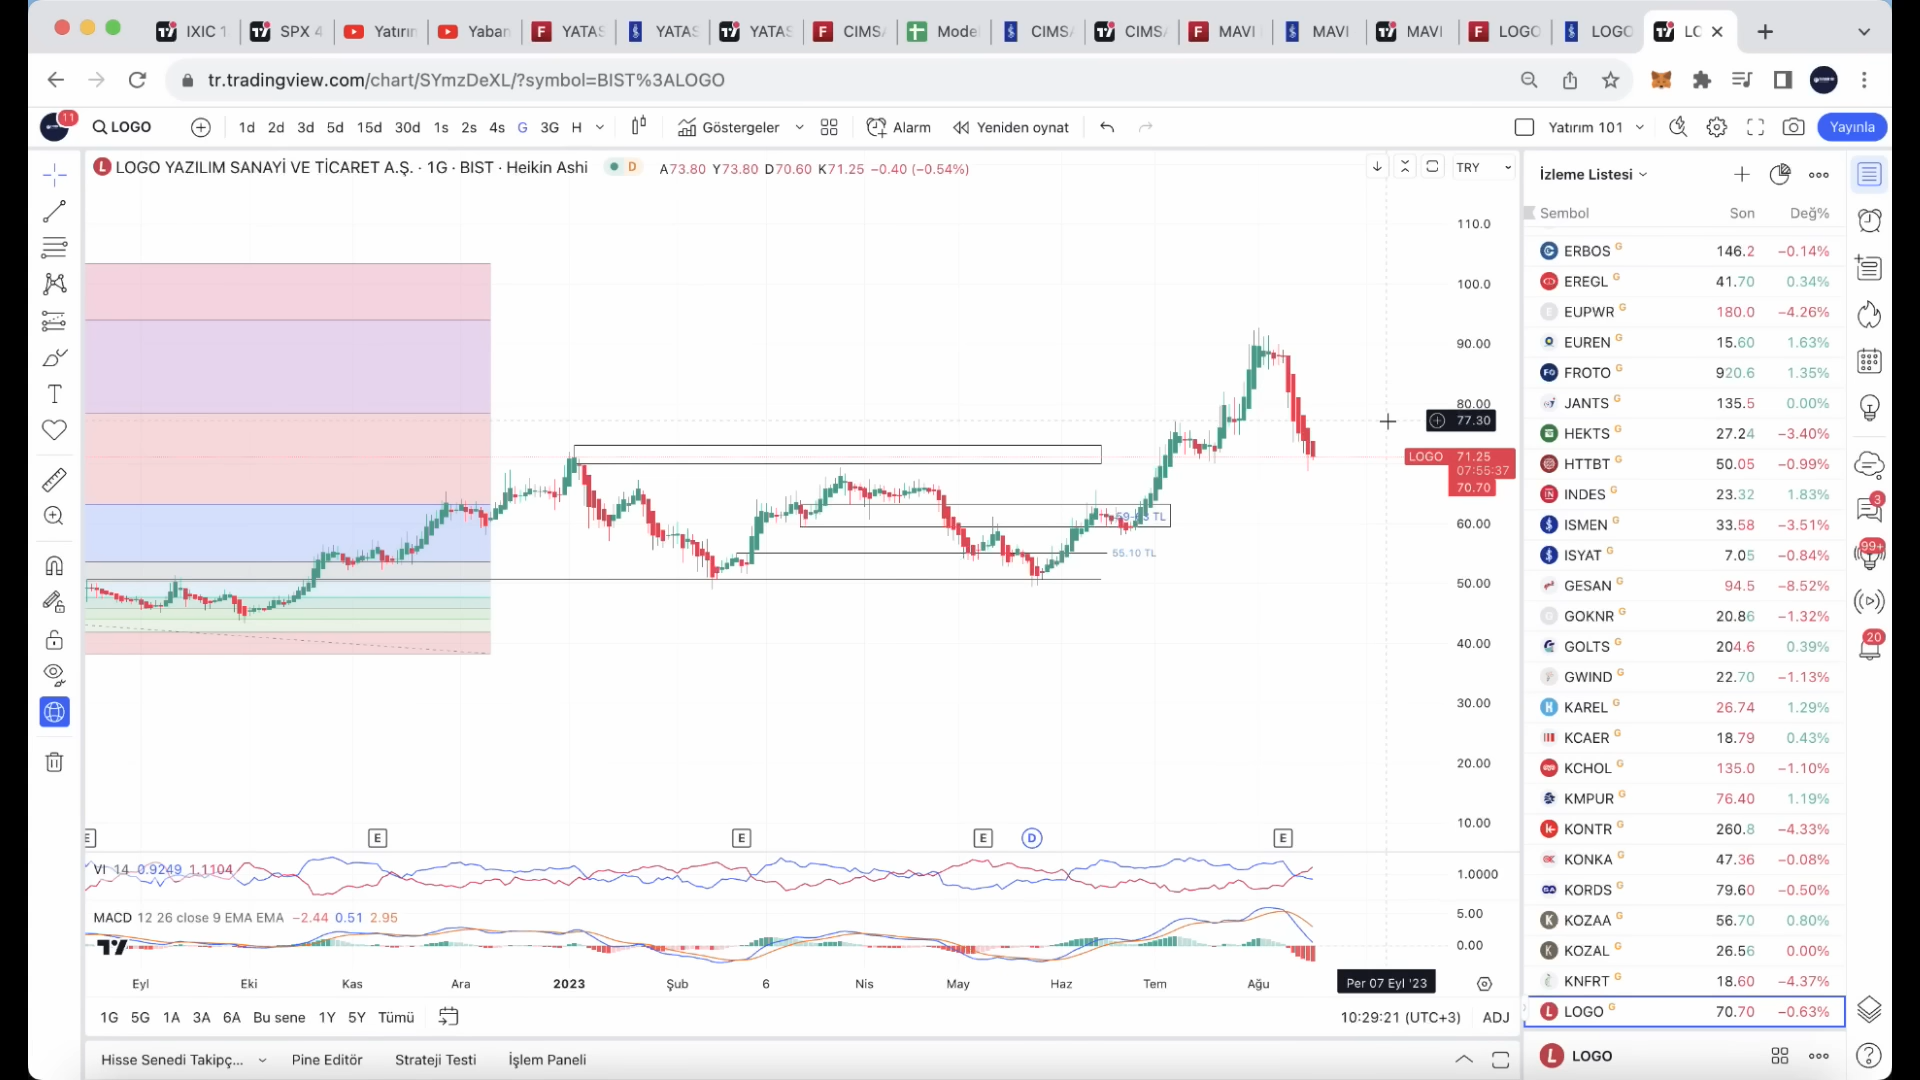 IXIC 1
SPX 4
Yatırın
Yaban
YATAS
YATAS
YATAS
CIMSA
Mode
CIMSA
CIMSA
MAVI
MAVI
MAVI
LOGO
LOGO
LC
tr.tradingview.com/chart/SYmzDeXL/?symbol=BIST%3ALOGO
11
LOGO
1d 2d 3d 5d 15d 30d 1s 2s 4s G 3G H
Göstergeler
Alarm
Yeniden oynat
Yatırım 101
Yayınla
LOGO YAZILIM SANAYİ VE TİCARET A.Ş. · 1G · BIST · Heikin Ashi
D
A73.80 Y73.80 D70.60 K71.25 −0.40 (−0.54%)
TRY
110.0
100.0
90.00
80.00
77.30
LOGO 71.25
07:55:37
70.70
60.00
50.00
40.00
30.00
20.00
10.00
55.10 TL
E
E
E
E
D
E
VI 14 0.9249 1.1104
1.0000
MACD 12 26 close 9 EMA EMA −2.44 0.51 2.95
5.00
0.00
Eyl Eki Kas Ara 2023 Şub 6 Nis May Haz Tem Ağu
Per 07 Eyl '23
1G 5G 1A 3A 6A Bu sene 1Y 5Y Tümü
10:29:21 (UTC+3)
ADJ
Hisse Senedi Takipç...
Pine Editör
Strateji Testi
İşlem Paneli
İzleme Listesi
Sembol Son Değ%
ERBOS G 146.2 −0.14%
EREGL G 41.70 0.34%
EUPWR G 180.0 −4.26%
EUREN G 15.60 1.63%
FROTO G 920.6 1.35%
JANTS G 135.5 0.00%
HEKTS G 27.24 −3.40%
HTTBT G 50.05 −0.99%
INDES G 23.32 1.83%
ISMEN G 33.58 −3.51%
ISYAT G 7.05 −0.84%
GESAN G 94.5 −8.52%
GOKNR G 20.86 −1.32%
GOLTS G 204.6 0.39%
GWIND G 22.70 −1.13%
KAREL G 26.74 1.29%
KCAER G 18.79 0.43%
KCHOL G 135.0 −1.10%
KMPUR G 76.40 1.19%
KONTR G 260.8 −4.33%
KONKA G 47.36 −0.08%
KORDS G 79.60 −0.50%
KOZAA G 56.70 0.80%
KOZAL G 26.56 0.00%
KNFRT G 18.60 −4.37%
LOGO G 70.70 −0.63%
LOGO
3
99+
20